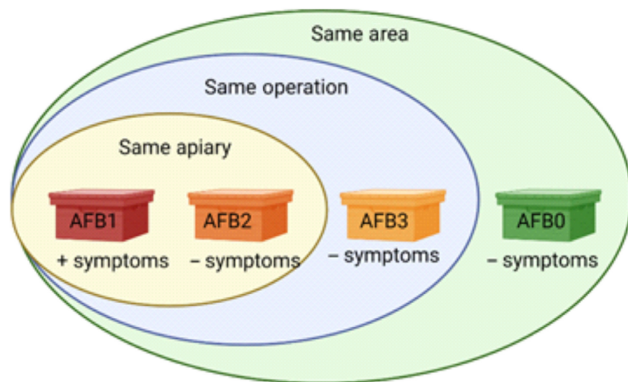 Same area
Same operation
Same apiary
AFB1
AFB2
AFB3
AFB0
+ symptoms
– symptoms
– symptoms
– symptoms